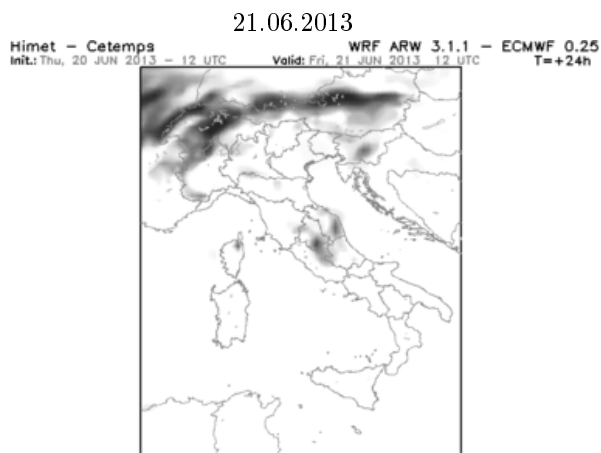 21.06.2013
Himet - Cetemps WRF ARW 3.1.1 - ECMWF 0.25
Init.: Thu, 20 JUN 2013 - 12 UTC Valid: Fri, 21 JUN 2013 12 UTC T=+24h